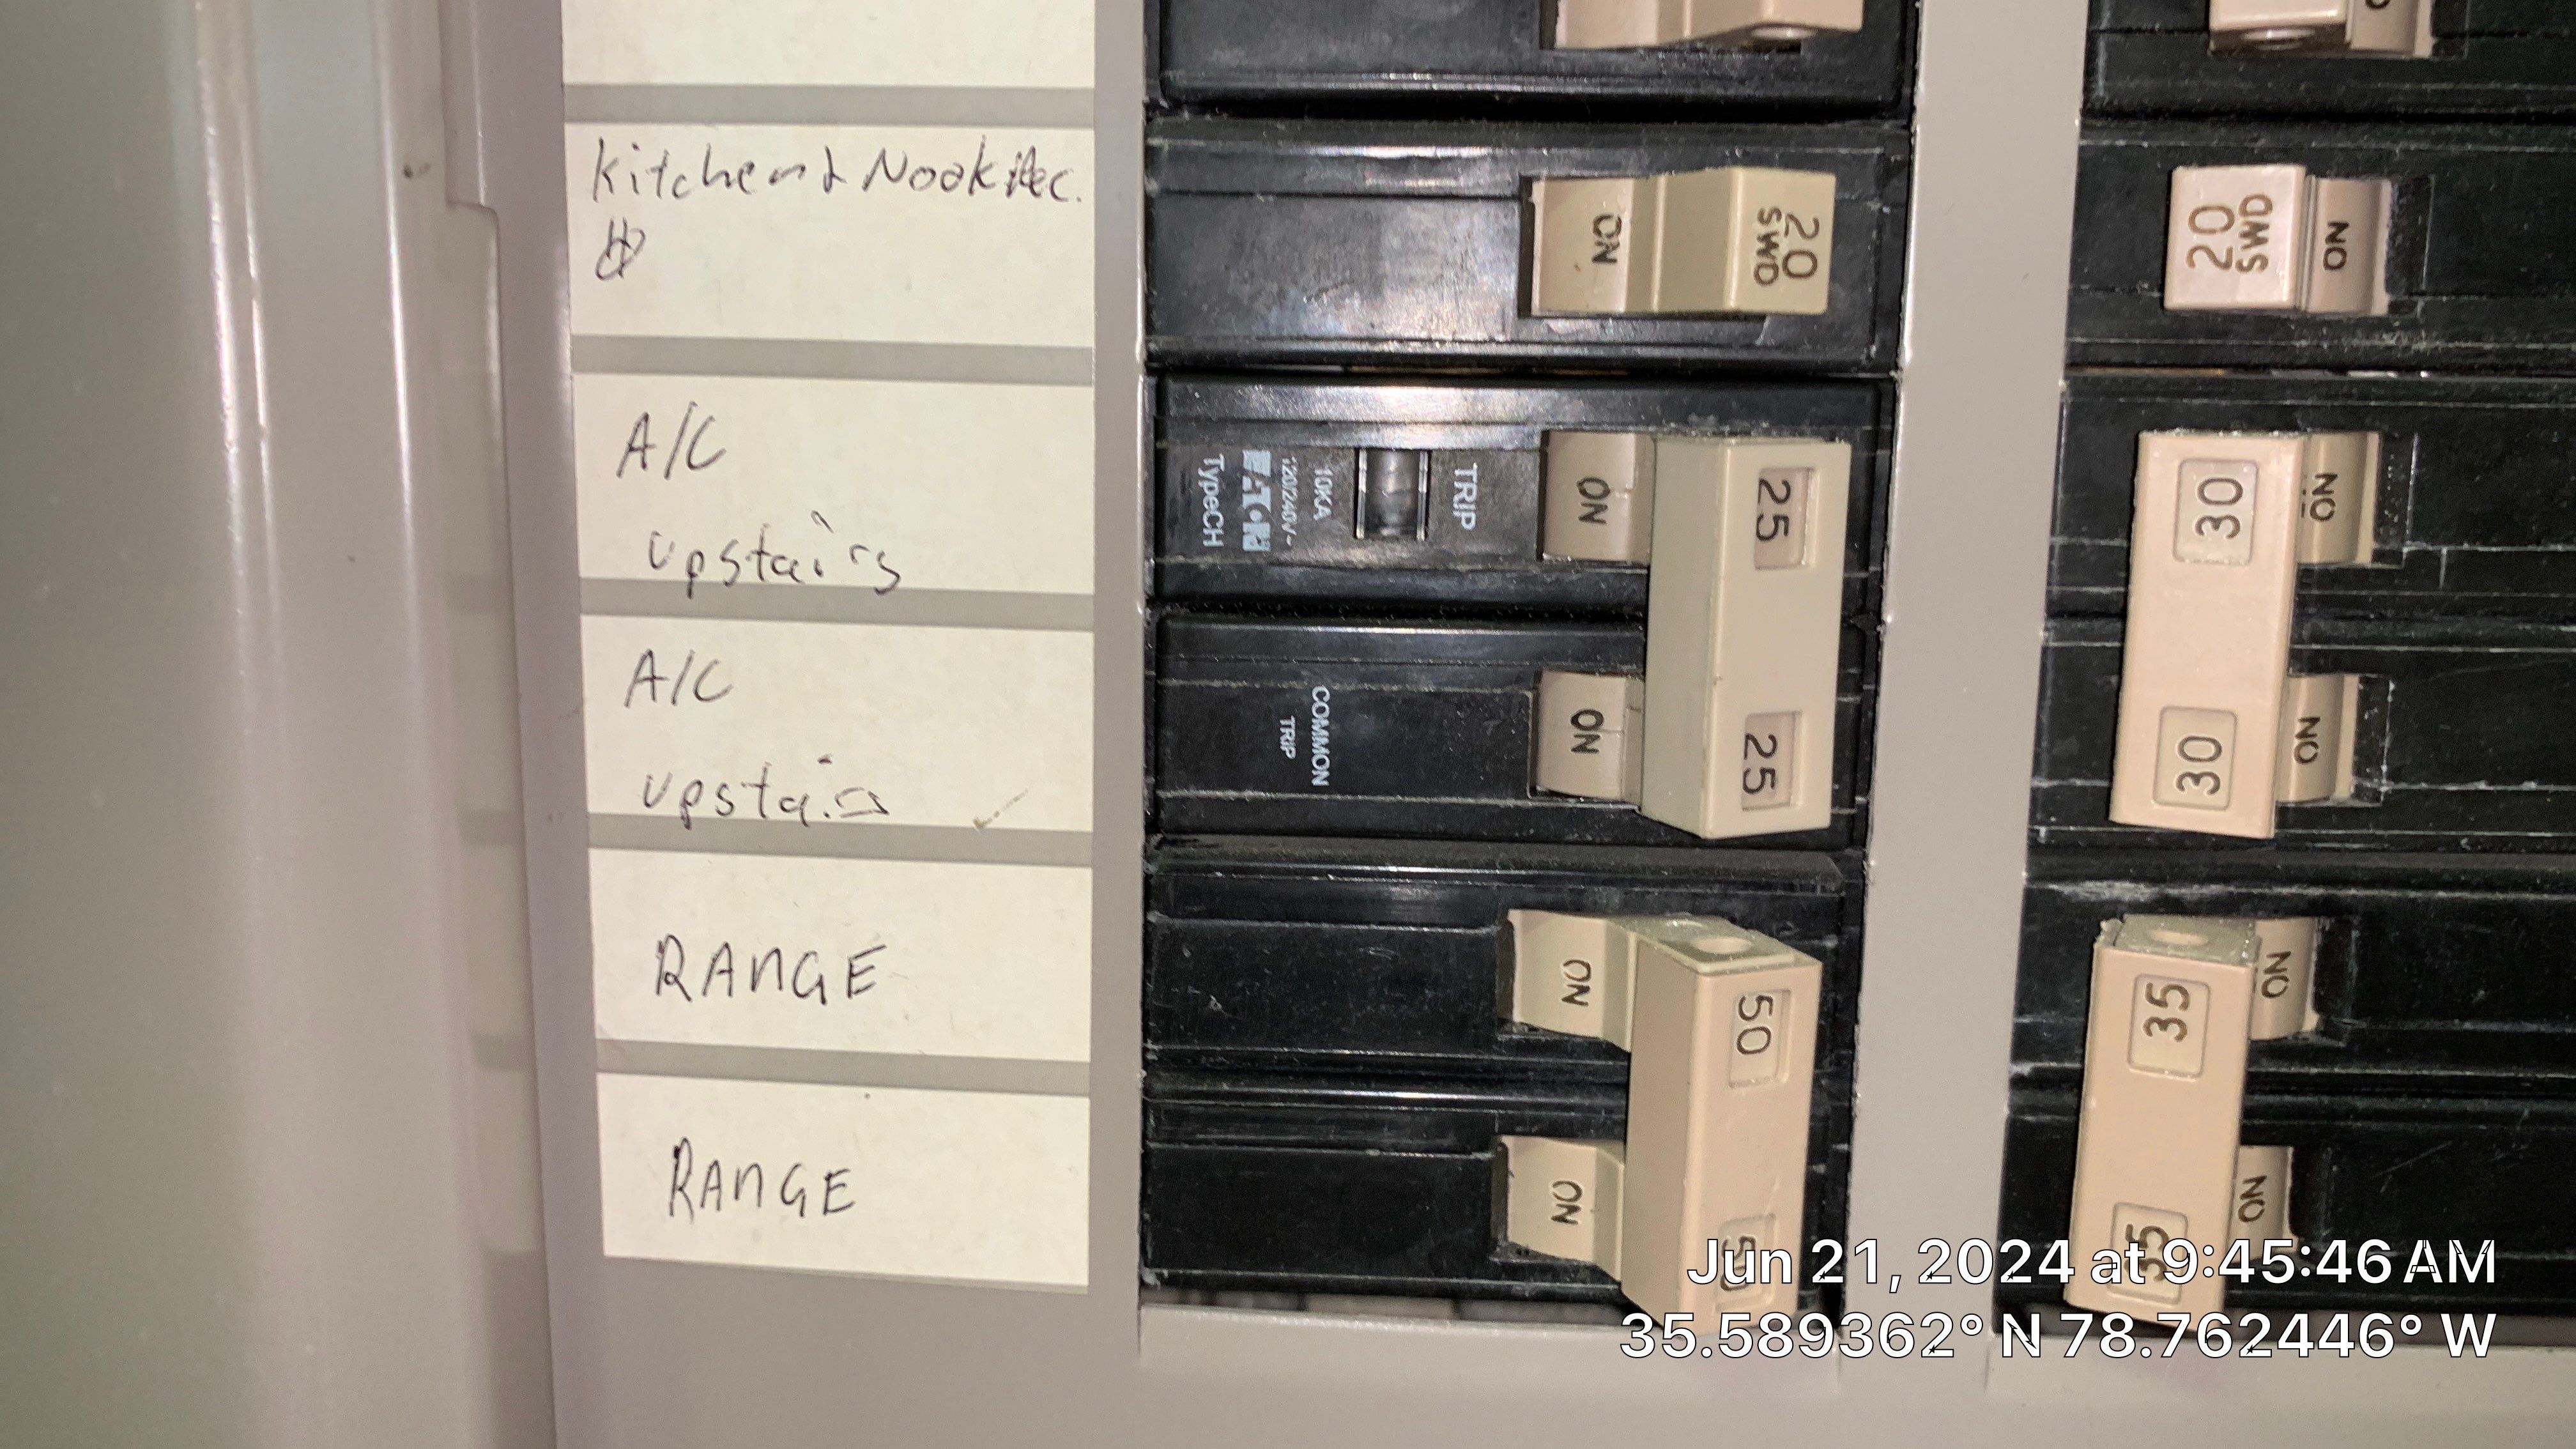 Kitchen & Nook Rec.
20
SWD
ON
20
SWD
ON
A/C
upstairs
TypeCH
EATON
120/240V~
10KA
TRIP
ON
25
30
ON
A/C
upstairs
COMMON
TRIP
ON
25
30
ON
RANGE
ON
50
35
ON
RANGE
ON
50
35
ON
Jun 21, 2024 at 9:45:46 AM
35.589362° N 78.762446° W